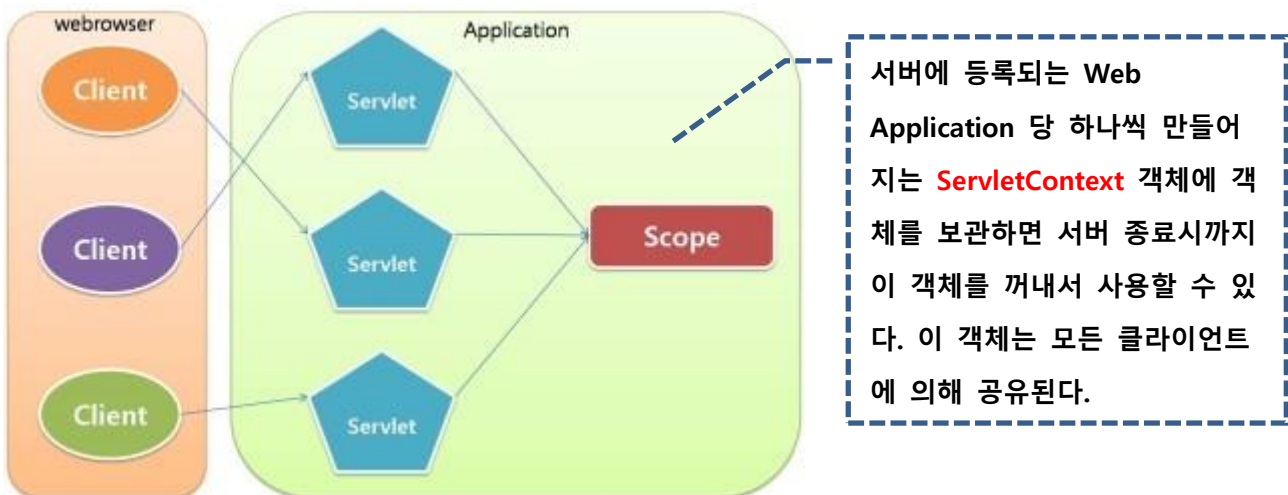 webrowser
Application
Client
Client
Client
Servlet
Servlet
Servlet
Scope
서버에 등록되는 Web
Application 당 하나씩 만들어
지는 ServletContext 객체에 객
체를 보관하면 서버 종료시까지
이 객체를 꺼내서 사용할 수 있
다. 이 객체는 모든 클라이언트
에 의해 공유된다.